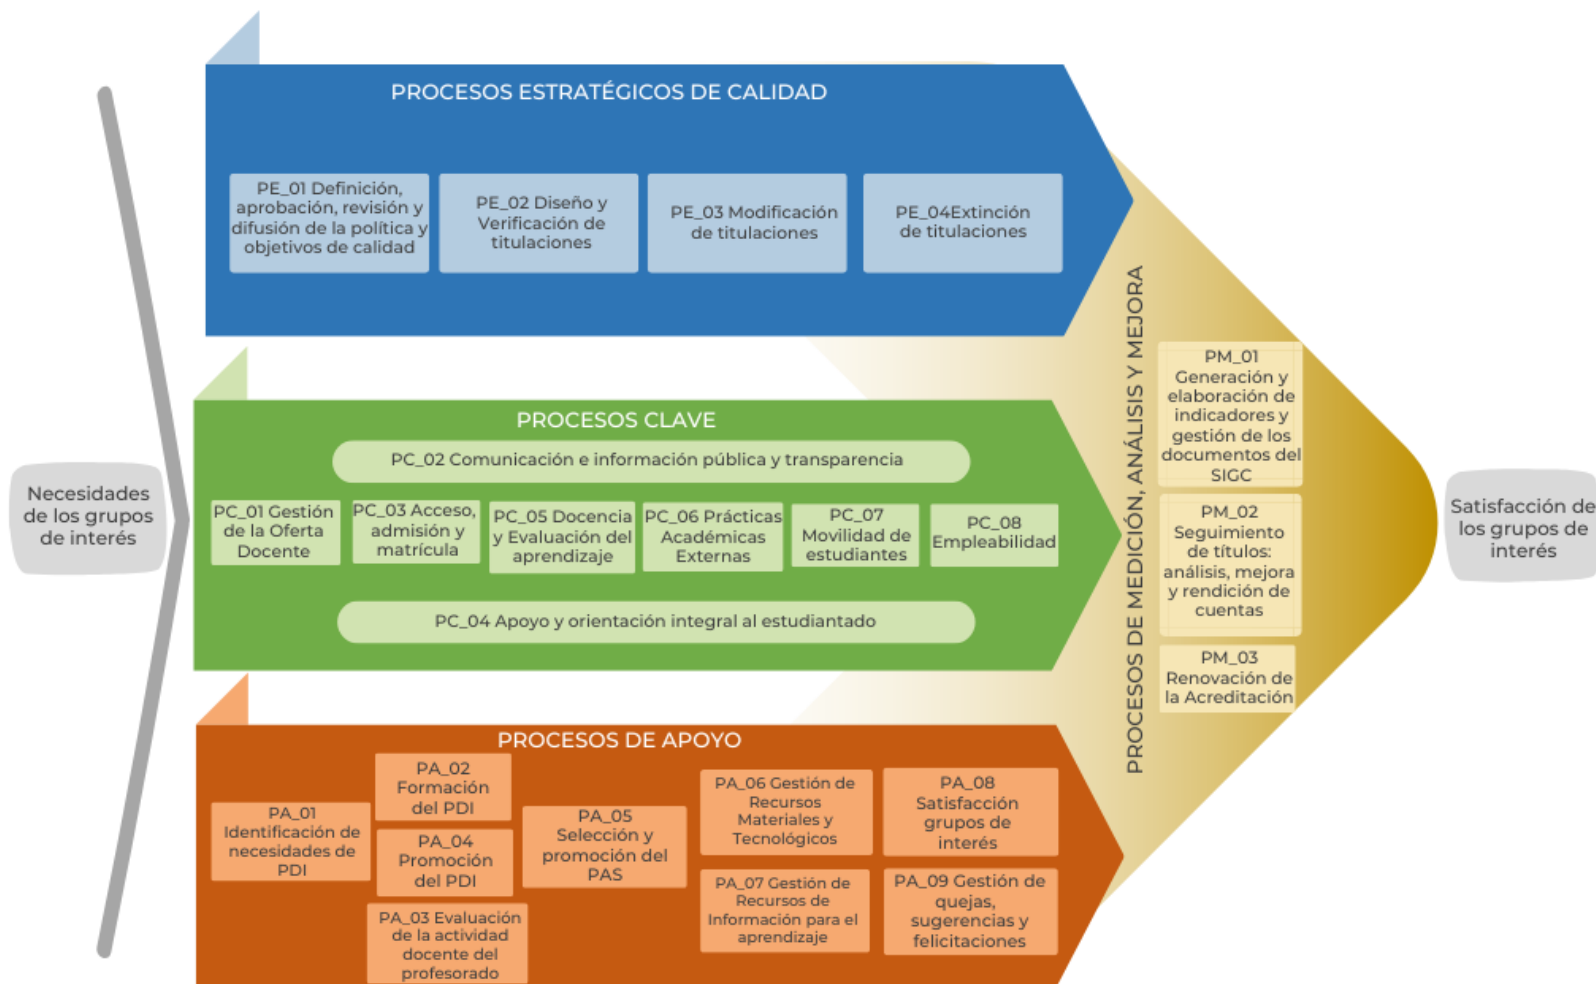 PROCESOS ESTRATÉGICOS DE CALIDAD
PE_01 Definición,
aprobación, revisión y
difusión de la política y
objetivos de calidad
PE_02 Diseño y
Verificación de
titulaciones
PE_03 Modificación
de titulaciones
PE_04Extinción
de titulaciones
Necesidades
de los grupos
de interés
PROCESOS CLAVE
PC_02 Comunicación e información pública y transparencia
PC_01 Gestión
de la Oferta
Docente
PC_03 Acceso,
admisión y
matrícula
PC_05 Docencia
y Evaluación del
aprendizaje
PC_06 Prácticas
Académicas
Externas
PC_07
Movilidad de
estudiantes
PC_08
Empleabilidad
PC_04 Apoyo y orientación integral al estudiantado
PROCESOS DE APOYO
PA_01
Identificación de
necesidades de
PDI
PA_02
Formación
del PDI
PA_04
Promoción
del PDI
PA_03 Evaluación
de la actividad
docente del
profesorado
PA_05
Selección y
promoción del
PAS
PA_06 Gestión de
Recursos
Materiales y
Tecnológicos
PA_07 Gestión de
Recursos de
Información para el
aprendizaje
PA_08
Satisfacción
grupos de
interés
PA_09 Gestión de
quejas,
sugerencias y
felicitaciones
PROCESOS DE MEDICIÓN, ANÁLISIS Y MEJORA
PM_01
Generación y
elaboración de
indicadores y
gestión de los
documentos del
SIGC
PM_02
Seguimiento
de títulos:
análisis, mejora
y rendición de
cuentas
PM_03
Renovación de
la Acreditación
Satisfacción de
los grupos de
interés